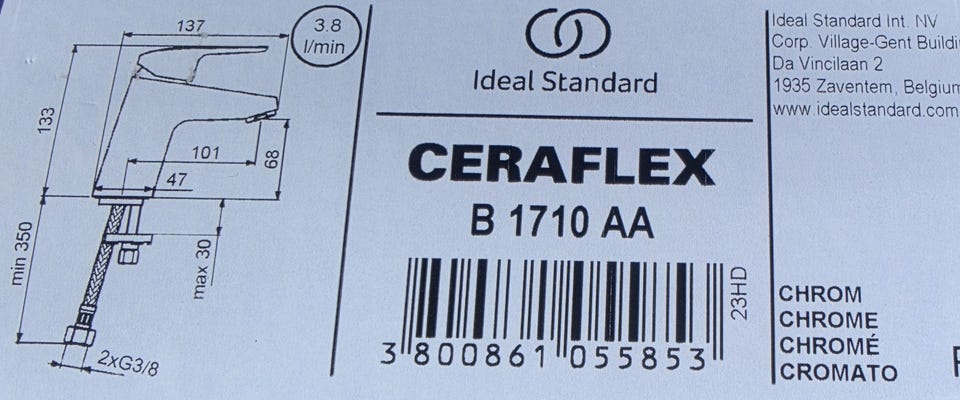 137
3.8
l/min
133
101
68
47
min 350
max 30
2xG3/8
Ideal Standard
CERAFLEX
B 1710 AA
23HD
3 800861 055853
Ideal Standard Int. NV
Corp. Village-Gent
Da Vincilaan 2
1935 Zaventem, Belgium
www.idealstandard.com
CHROM
CHROME
CHROMÉ
CROMATO